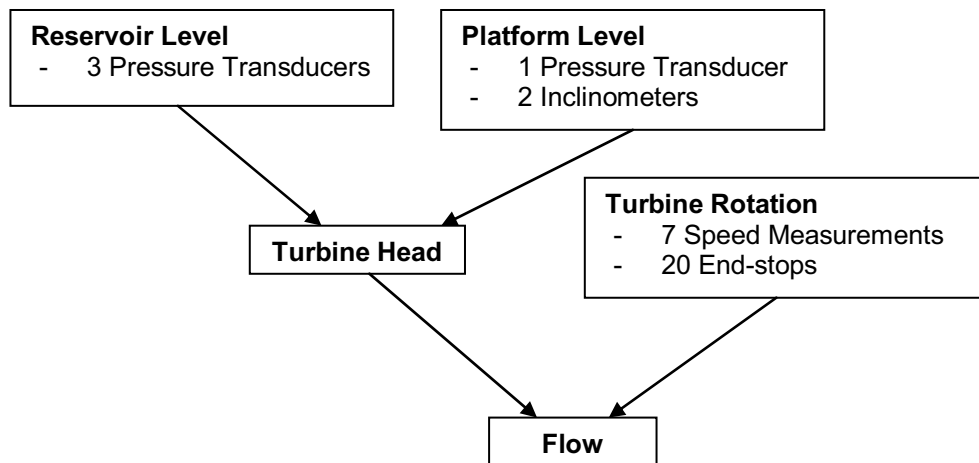 Reservoir Level
- 3 Pressure Transducers
Platform Level
- 1 Pressure Transducer
- 2 Inclinometers
Turbine Rotation
- 7 Speed Measurements
- 20 End-stops
Turbine Head
Flow